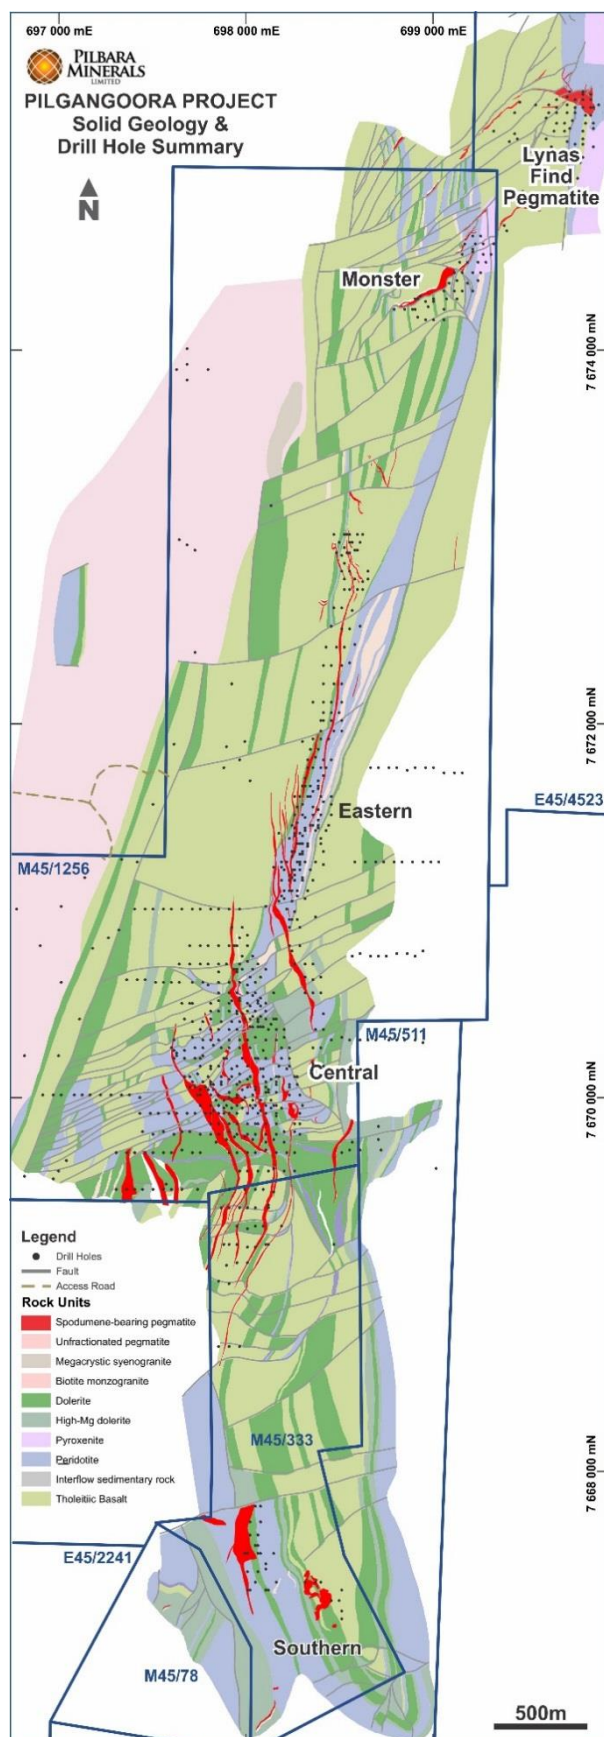 697 000 mE
698 000 mE
699 000 mE
PILBARA
MINERALS
LIMITED
PILGANGOORA PROJECT
Solid Geology &
Drill Hole Summary
N
Lynas
Find
Pegmatite
Monster
7 674 000 mN
7 672 000 mN
Eastern
E45/4523
M45/1256
M45/511
Central
7 670 000 mN
Legend
Drill Holes
Fault
Access Road
Rock Units
Spodumene-bearing pegmatite
Unfractionated pegmatite
Megacrystic syenogranite
Biotite monzogranite
Dolerite
High-Mg dolerite
Pyroxenite
Peridotite
Interflow sedimentary rock
Tholeitiic Basalt
M45/333
7 668 000 mN
E45/2241
Southern
M45/78
500m